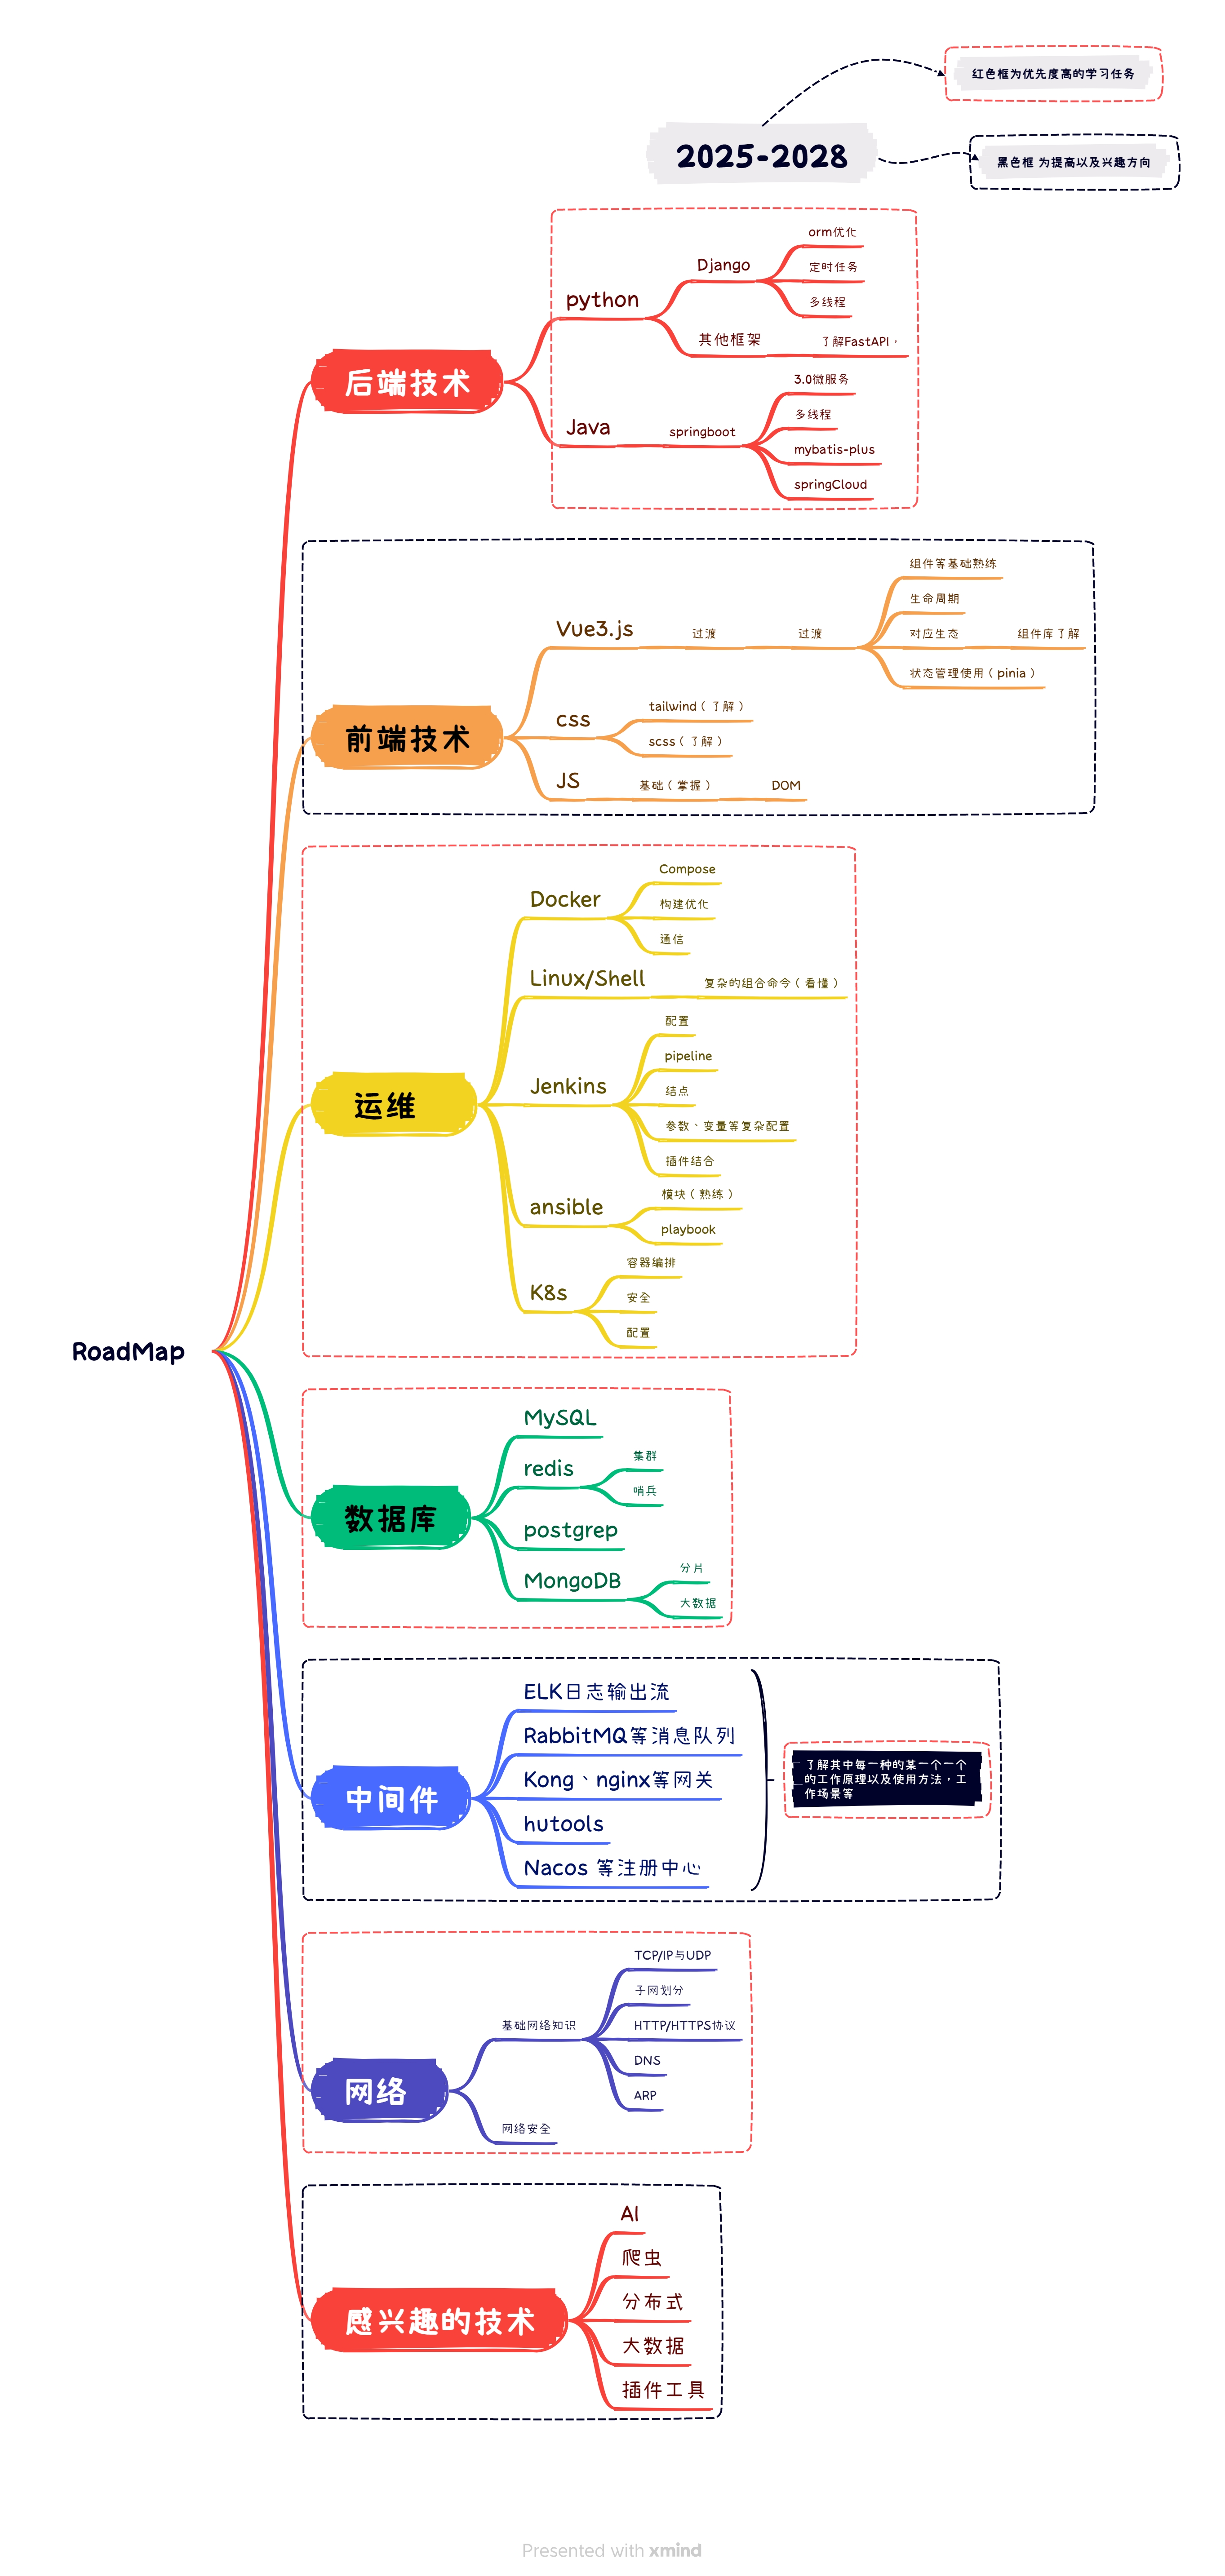 红色框为优先度高的学习任务
2025-2028
黑色框 为提高以及兴趣方向
RoadMap
后端技术
python
Django
orm优化
定时任务
多线程
其他框架
了解FastAPI，
Java
springboot
3.0微服务
多线程
mybatis-plus
springCloud
前端技术
Vue3.js
过渡
过渡
组件等基础熟练
生命周期
对应生态
组件库了解
状态管理使用（pinia）
css
tailwind（了解）
scss（了解）
JS
基础（掌握）
DOM
运维
Docker
Compose
构建优化
通信
Linux/Shell
复杂的组合命令（看懂）
Jenkins
配置
pipeline
结点
参数、变量等复杂配置
插件结合
ansible
模块（熟练）
playbook
K8s
容器编排
安全
配置
数据库
MySQL
redis
集群
哨兵
postgrep
MongoDB
分片
大数据
中间件
ELK日志输出流
RabbitMQ等消息队列
Kong、nginx等网关
hutools
Nacos 等注册中心
了解其中每一种的某一个一个
的工作原理以及使用方法，工
作场景等
网络
基础网络知识
TCP/IP与UDP
子网划分
HTTP/HTTPS协议
DNS
ARP
网络安全
感兴趣的技术
AI
爬虫
分布式
大数据
插件工具
Presented with xmind